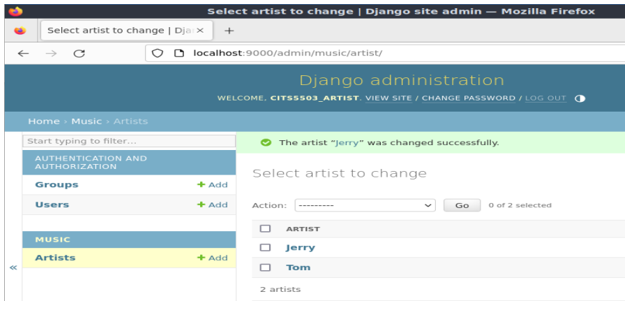 Select artist to change | Django site admin — Mozilla Firefox
Select artist to change | Dja
localhost:9000/admin/music/artist/
Django administration
WELCOME, CITS5503_ARTIST. VIEW SITE / CHANGE PASSWORD / LOG OUT
Home › Music › Artists
Start typing to filter...
The artist “Jerry” was changed successfully.
AUTHENTICATION AND
AUTHORIZATION
Groups + Add
Users + Add
MUSIC
Artists + Add
«
Select artist to change
Action: --------- Go 0 of 2 selected
ARTIST
Jerry
Tom
2 artists